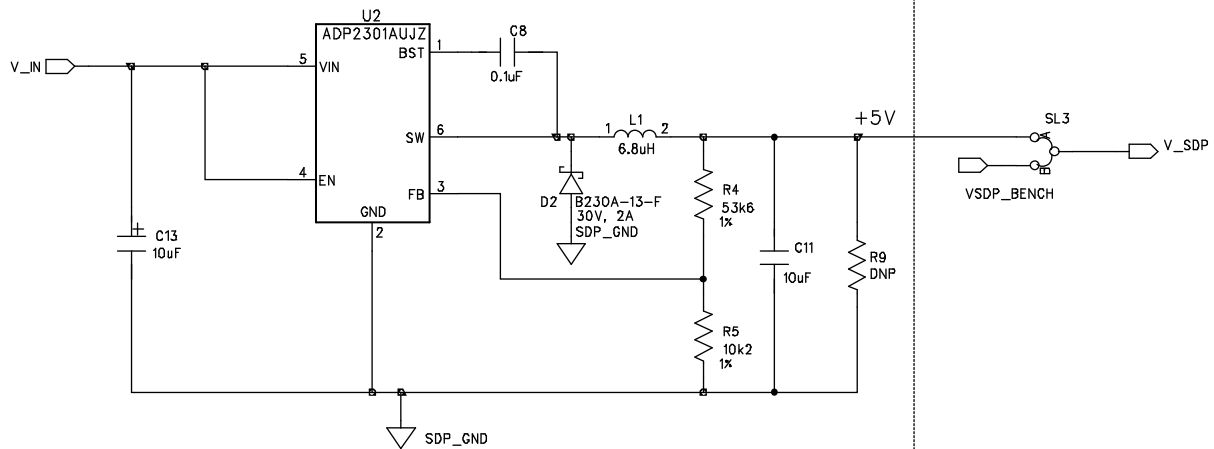 U2
ADP2301AUJZ
V_IN
5
VIN
BST
1
C8
0.1uF
SW
6
1
L1
2
6.8uH
+5V
SL3
A
B
V_SDP
VSDP_BENCH
4
EN
FB
3
GND
2
D2
B230A-13-F
30V, 2A
SDP_GND
R4
53k6
1%
+
C13
10uF
C11
10uF
R9
DNP
R5
10k2
1%
SDP_GND